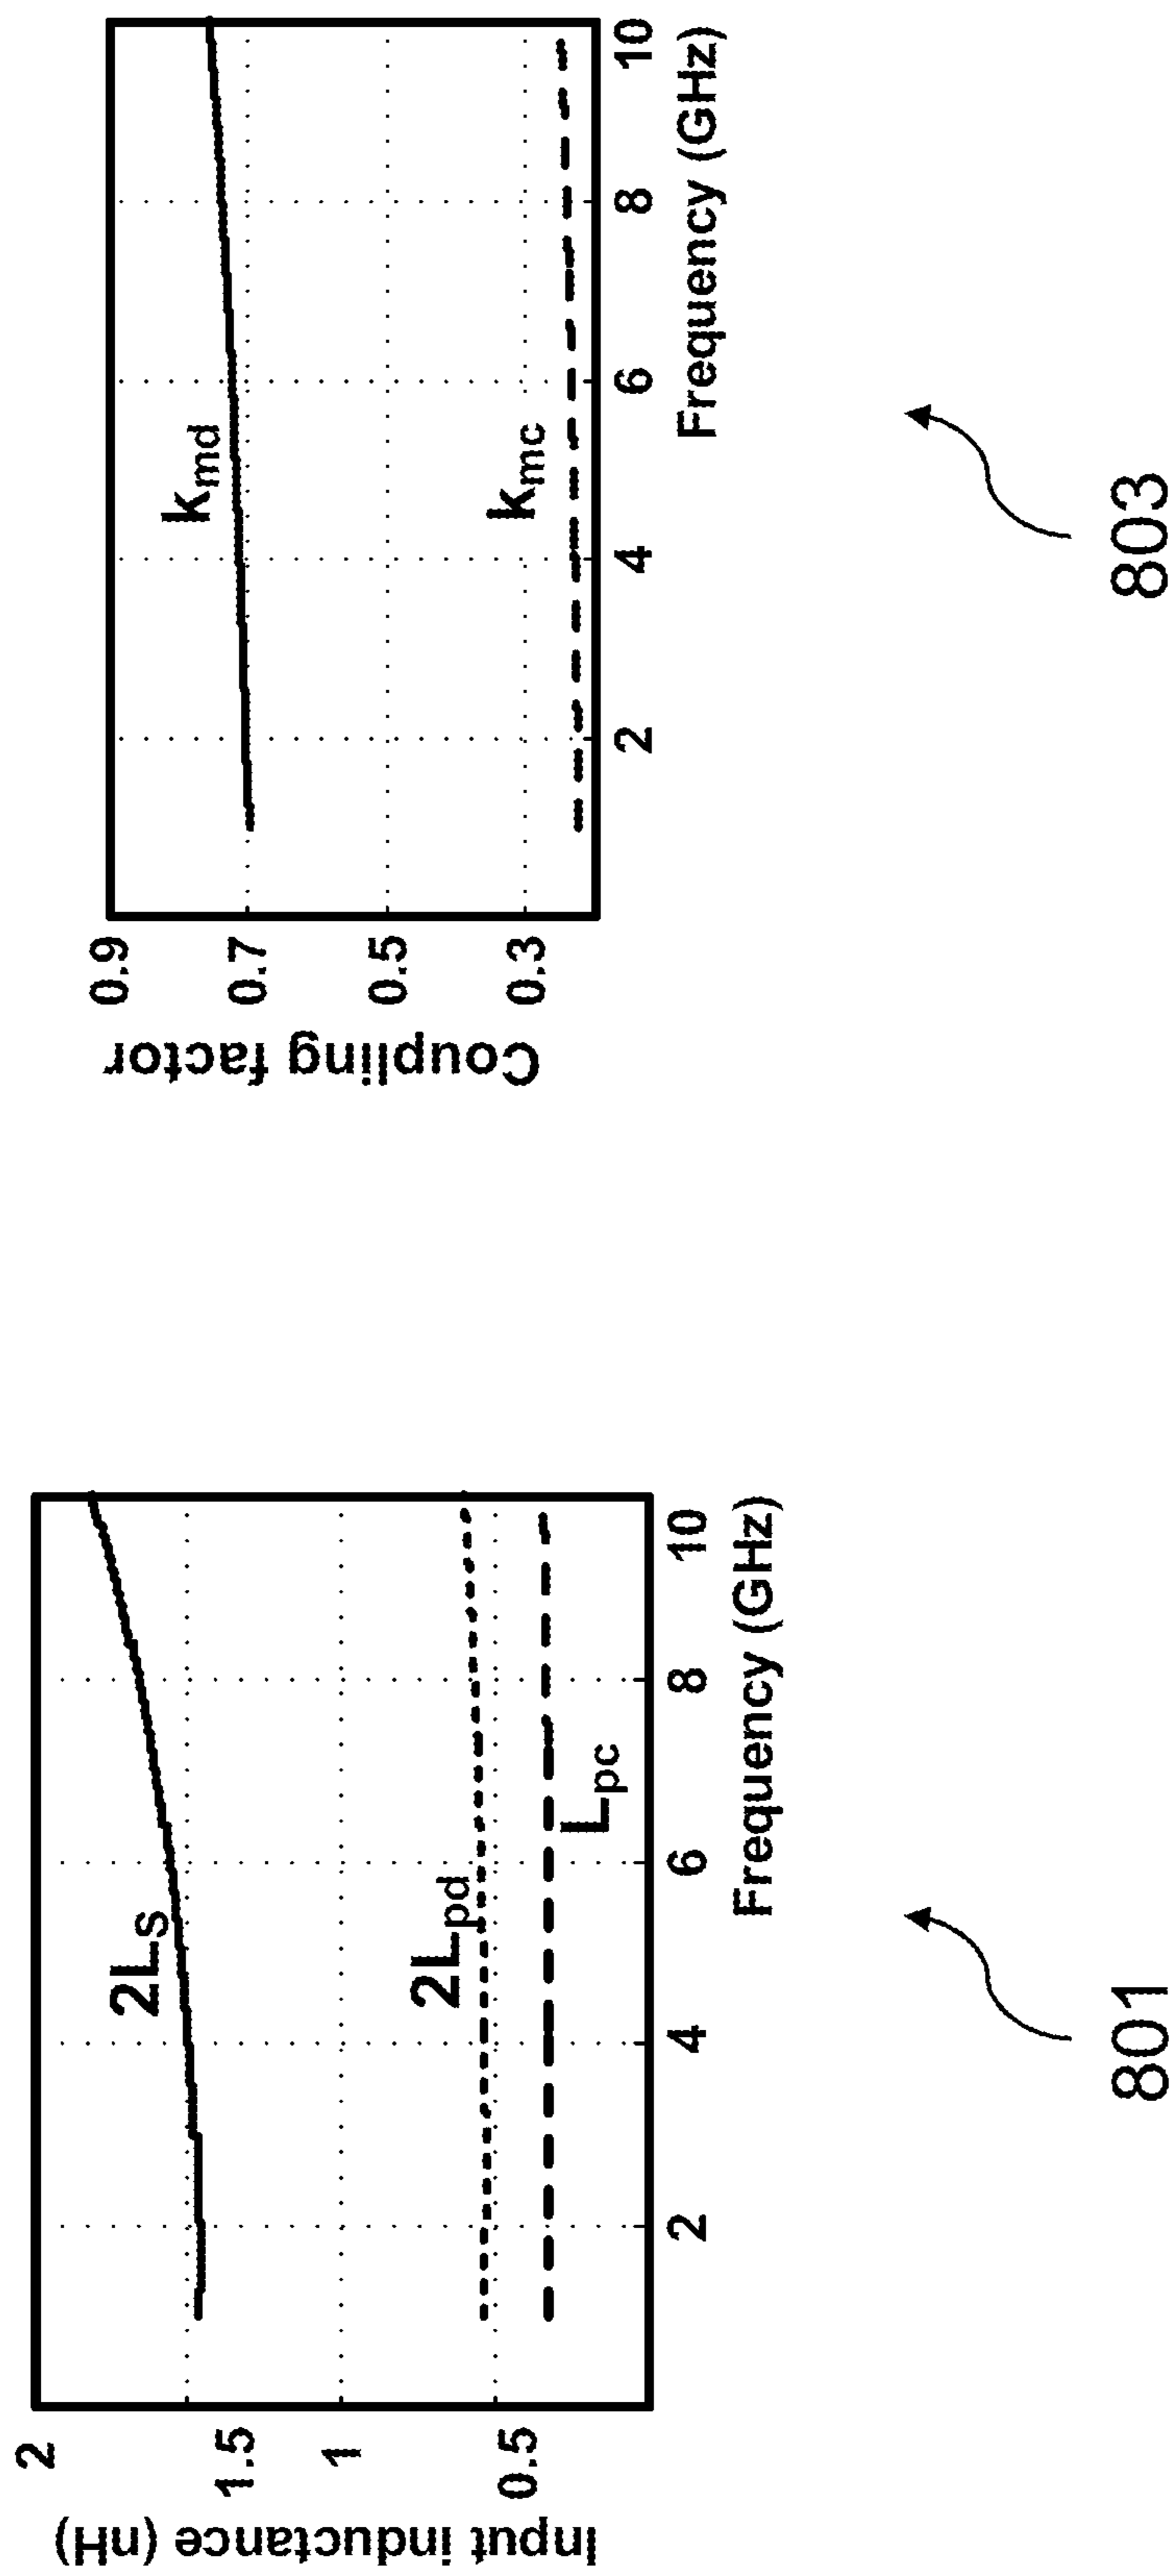 Input inductance (nH)
2
1.5
1
0.5
2L_S
2L_pd
L_pc
2 4 6 8 10
Frequency (GHz)
801
Coupling factor
0.9
0.7
0.5
0.3
k_md
k_mc
2 4 6 8 10
Frequency (GHz)
803